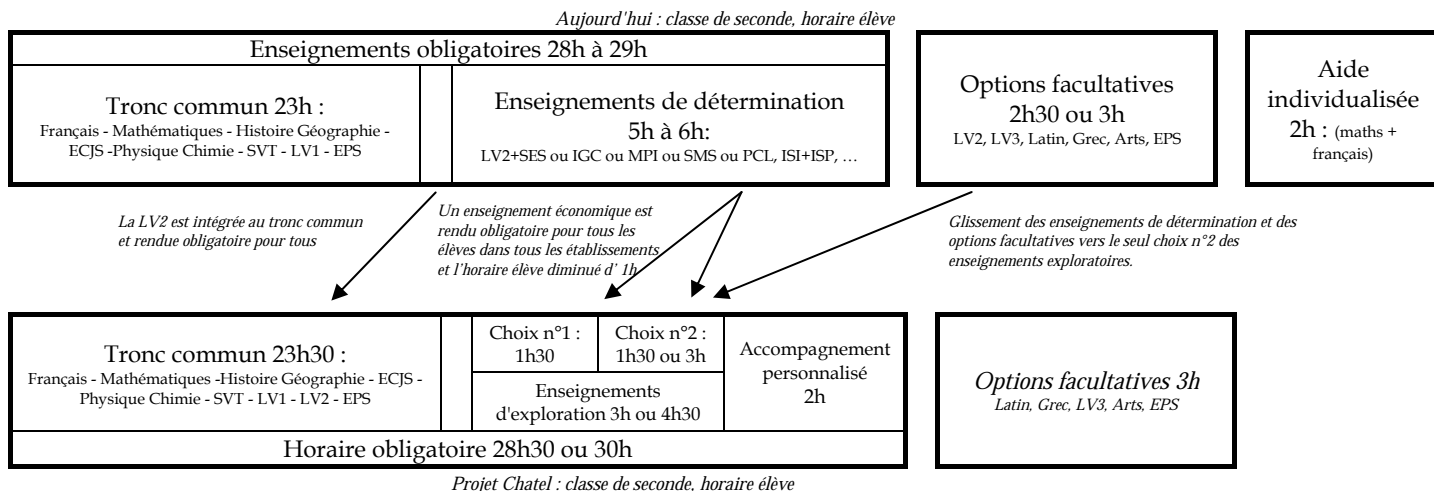 Aujourd'hui : classe de seconde, horaire élève
Enseignements obligatoires 28h à 29h
Tronc commun 23h :
Français - Mathématiques - Histoire Géographie -
ECJS -Physique Chimie - SVT - LV1 - EPS
Enseignements de détermination
5h à 6h:
LV2+SES ou IGC ou MPI ou SMS ou PCL, ISI+ISP, …
Options facultatives
2h30 ou 3h
LV2, LV3, Latin, Grec, Arts, EPS
Aide
individualisée
2h : (maths +
français)
La LV2 est intégrée au tronc commun
et rendue obligatoire pour tous
Un enseignement économique est
rendu obligatoire pour tous les
élèves dans tous les établissements
et l'horaire élève diminué d' 1h
Glissement des enseignements de détermination et des
options facultatives vers le seul choix n°2 des
enseignements exploratoires.
Tronc commun 23h30 :
Français - Mathématiques -Histoire Géographie - ECJS -
Physique Chimie - SVT - LV1 - LV2 - EPS
Choix n°1 :
1h30
Choix n°2 :
1h30 ou 3h
Enseignements
d'exploration 3h ou 4h30
Accompagnement
personnalisé
2h
Horaire obligatoire 28h30 ou 30h
Options facultatives 3h
Latin, Grec, LV3, Arts, EPS
Projet Chatel : classe de seconde, horaire élève